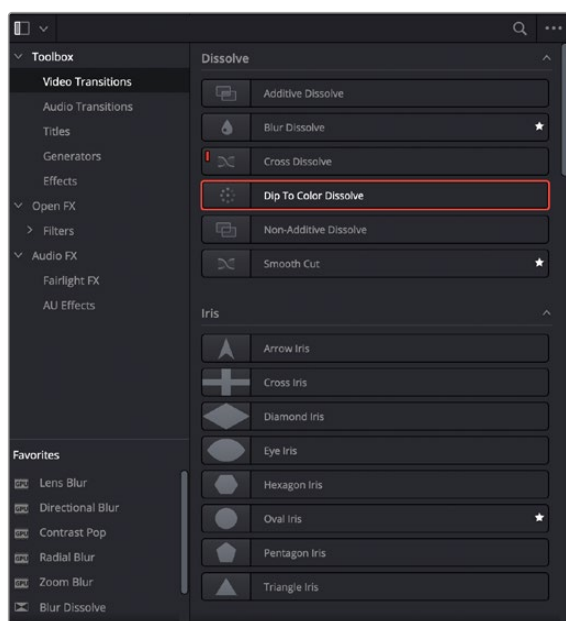 Toolbox
Video Transitions
Audio Transitions
Titles
Generators
Effects
Open FX
Filters
Audio FX
Fairlight FX
AU Effects
Favorites
Lens Blur
Directional Blur
Contrast Pop
Radial Blur
Zoom Blur
Blur Dissolve
Dissolve
Additive Dissolve
Blur Dissolve
Cross Dissolve
Dip To Color Dissolve
Non-Additive Dissolve
Smooth Cut
Iris
Arrow Iris
Cross Iris
Diamond Iris
Eye Iris
Hexagon Iris
Oval Iris
Pentagon Iris
Triangle Iris